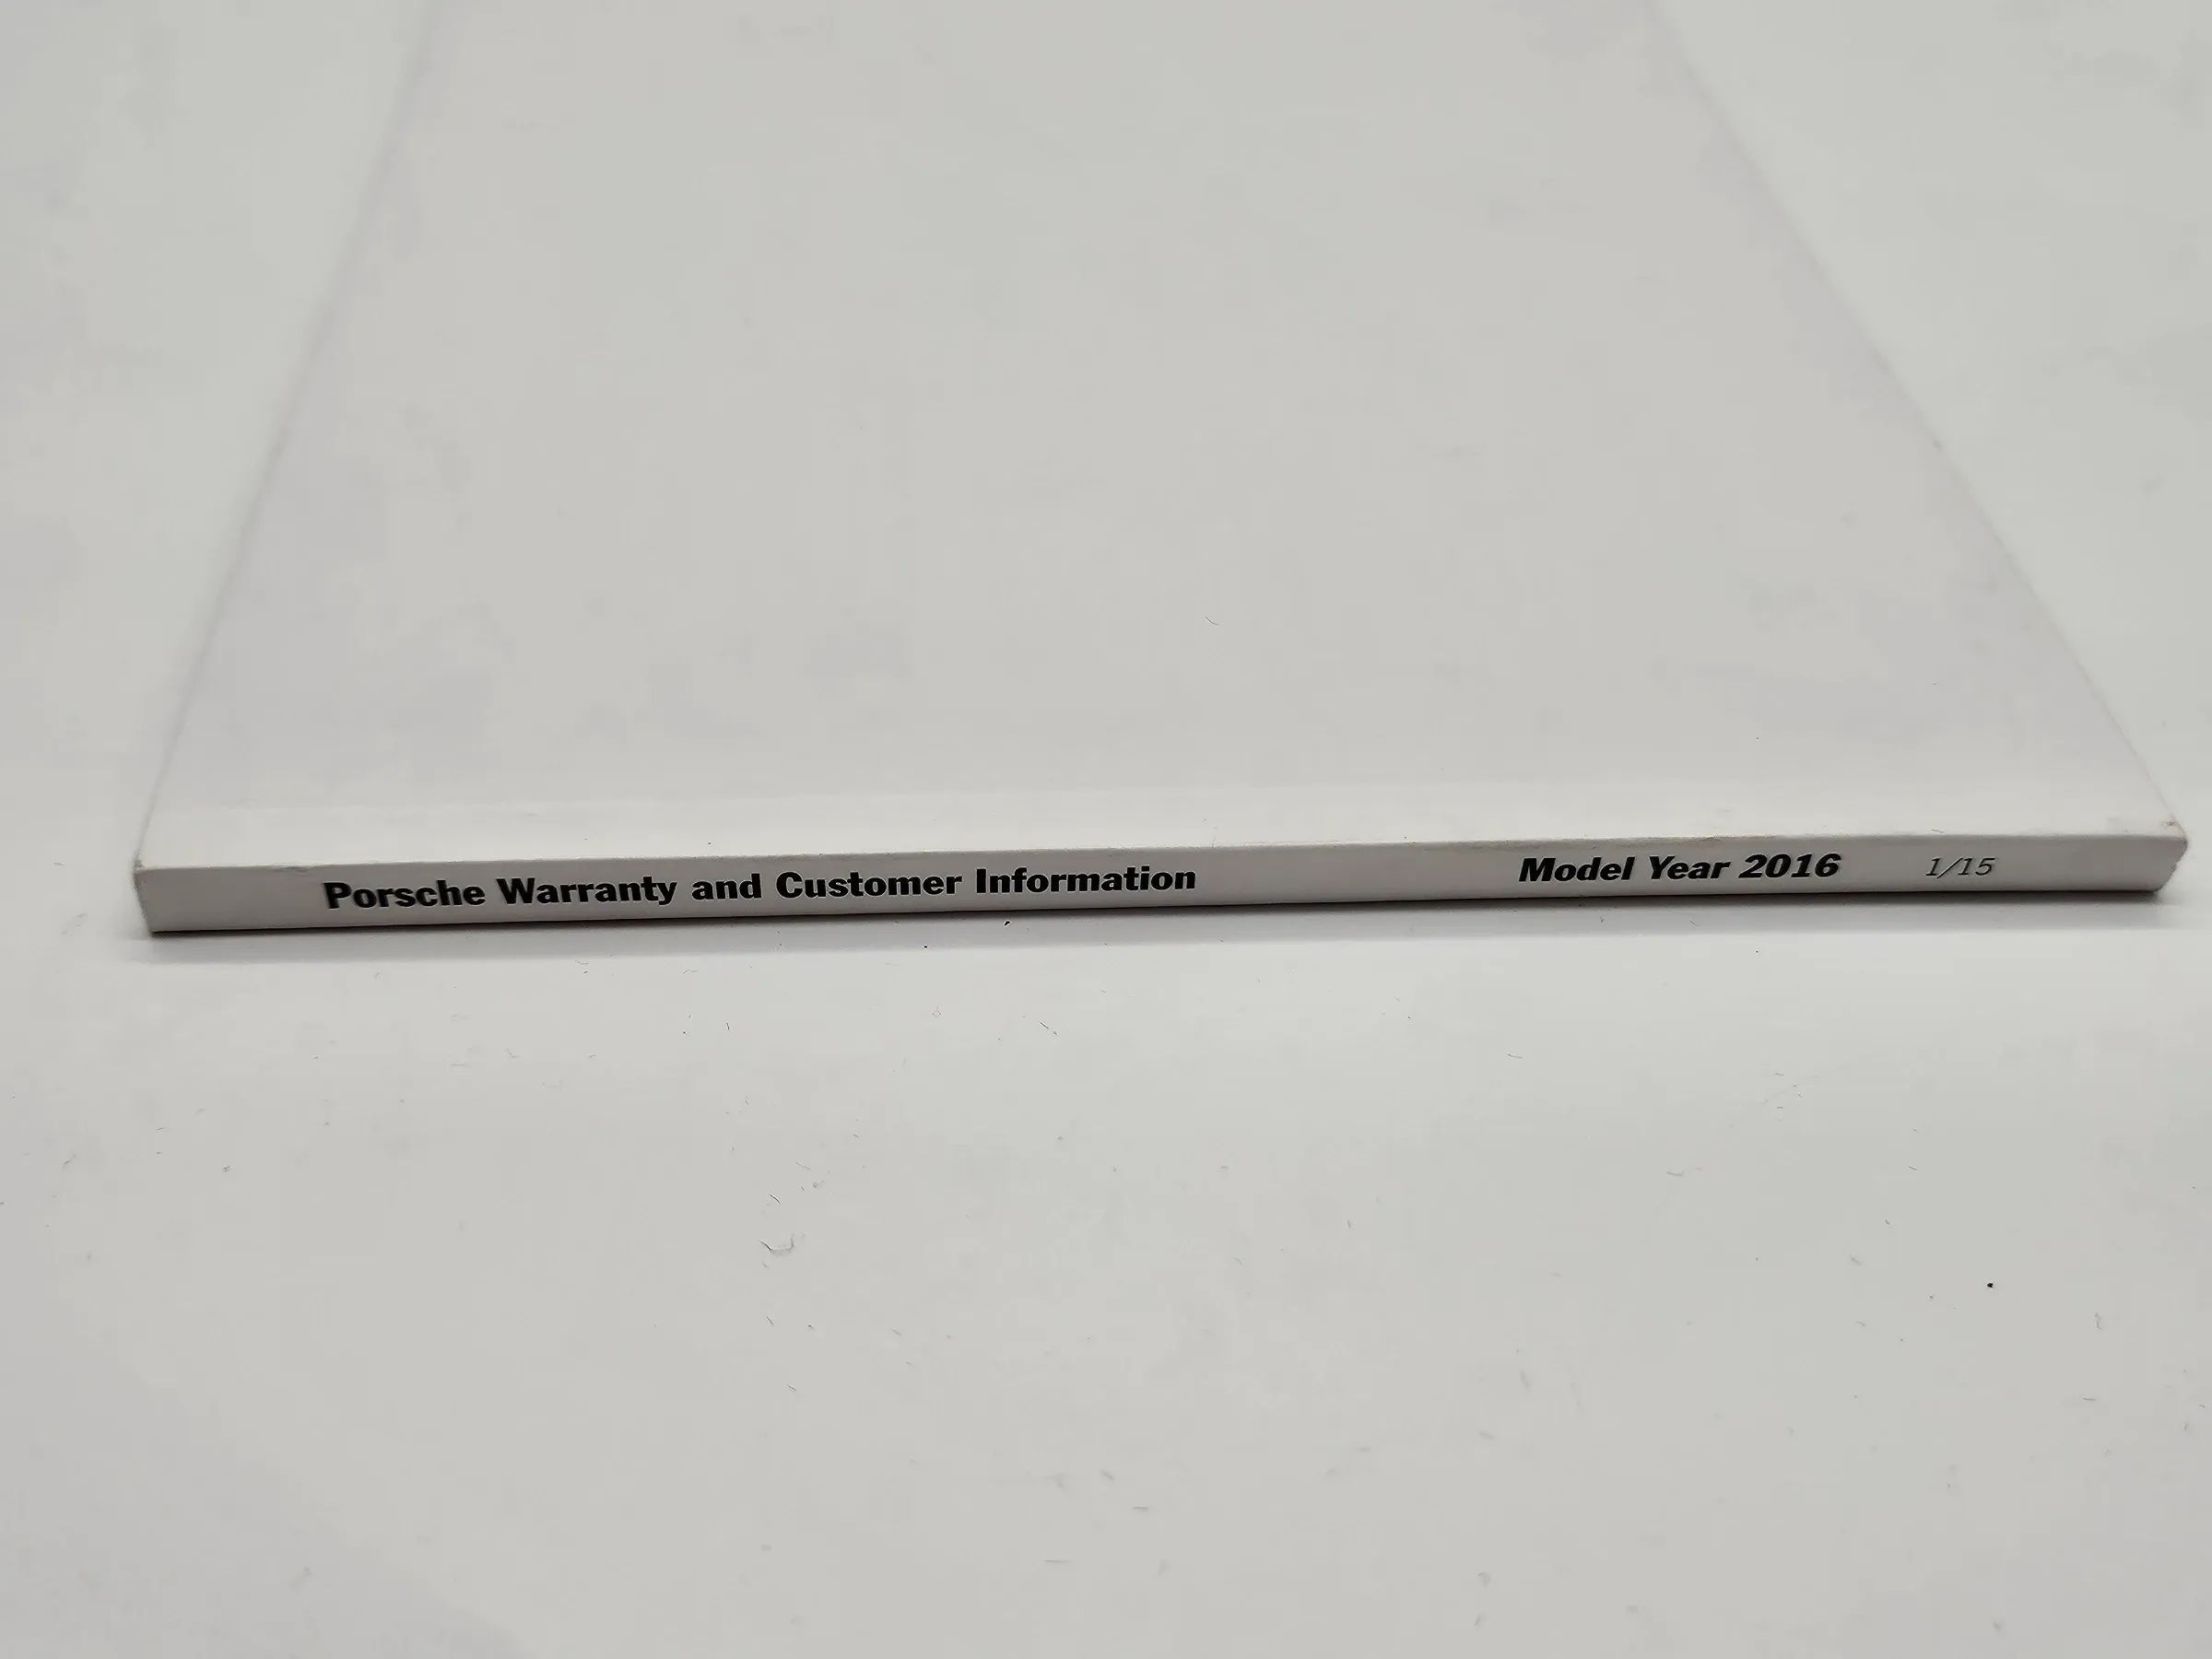 Porsche Warranty and Customer Information Model Year 2016 1/15